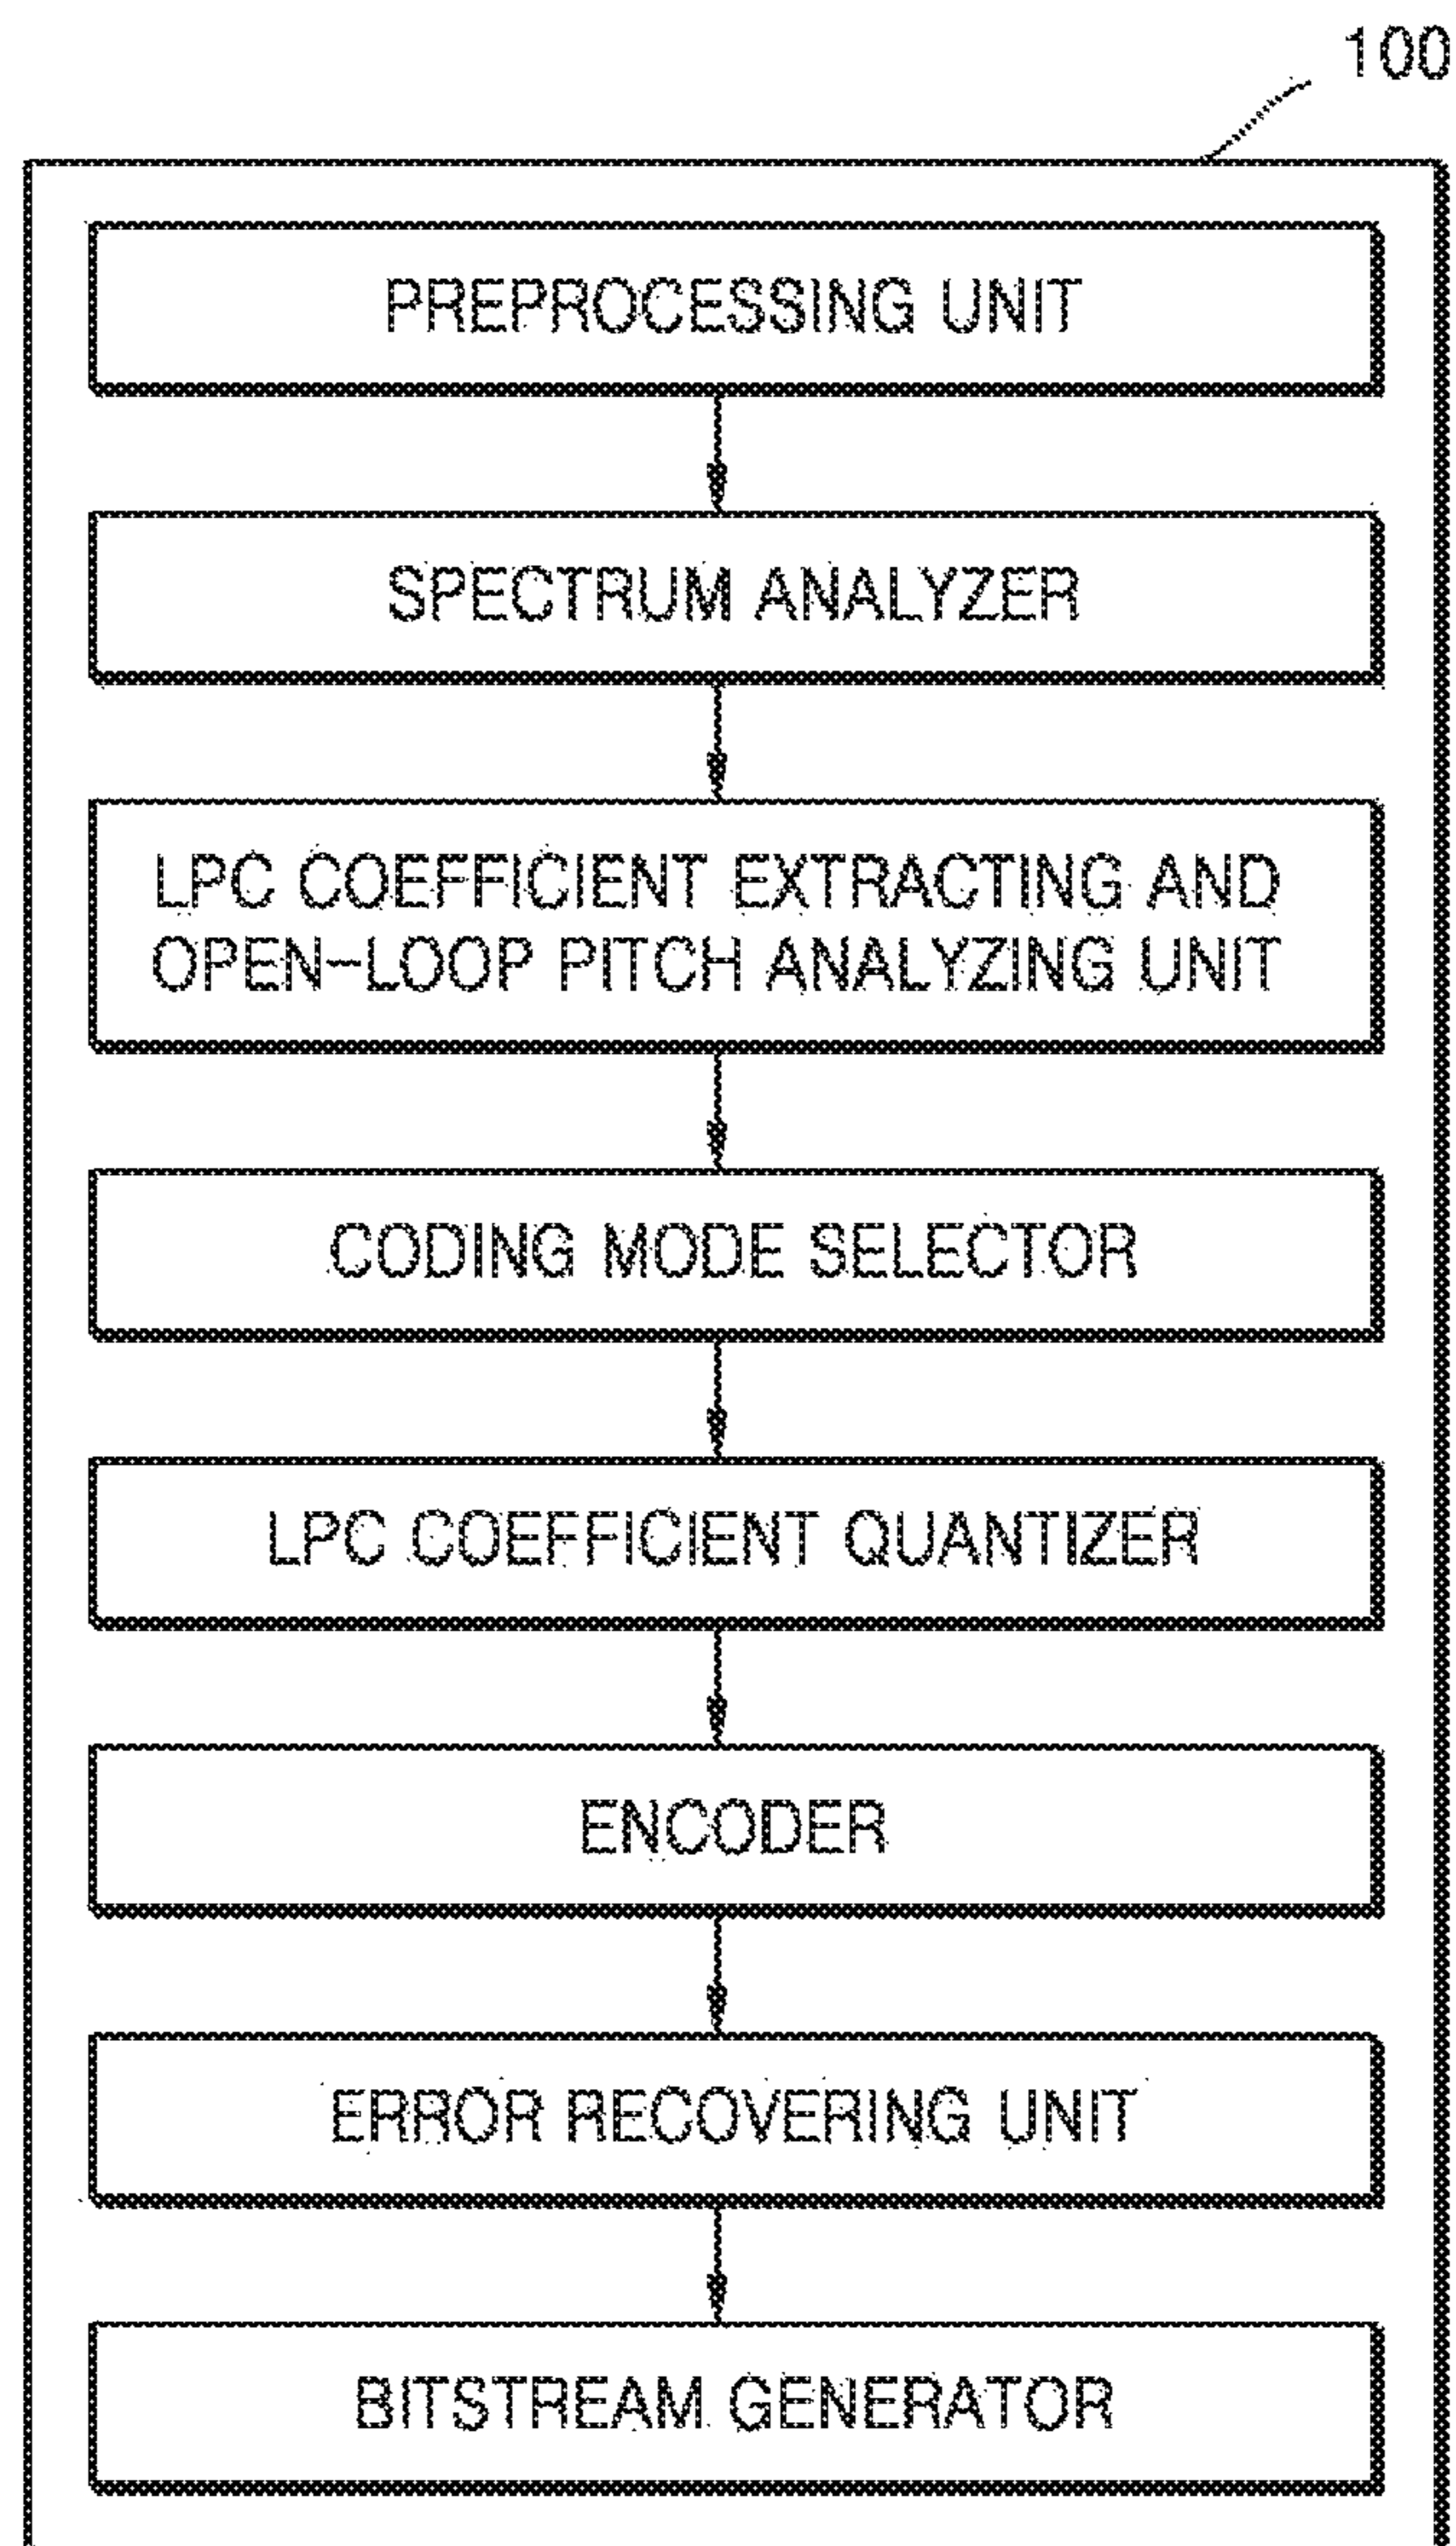 100
PREPROCESSING UNIT
SPECTRUM ANALYZER
LPC COEFFICIENT EXTRACTING AND
OPEN-LOOP PITCH ANALYZING UNIT
CODING MODE SELECTOR
LPC COEFFICIENT QUANTIZER
ENCODER
ERROR RECOVERING UNIT
BITSTREAM GENERATOR